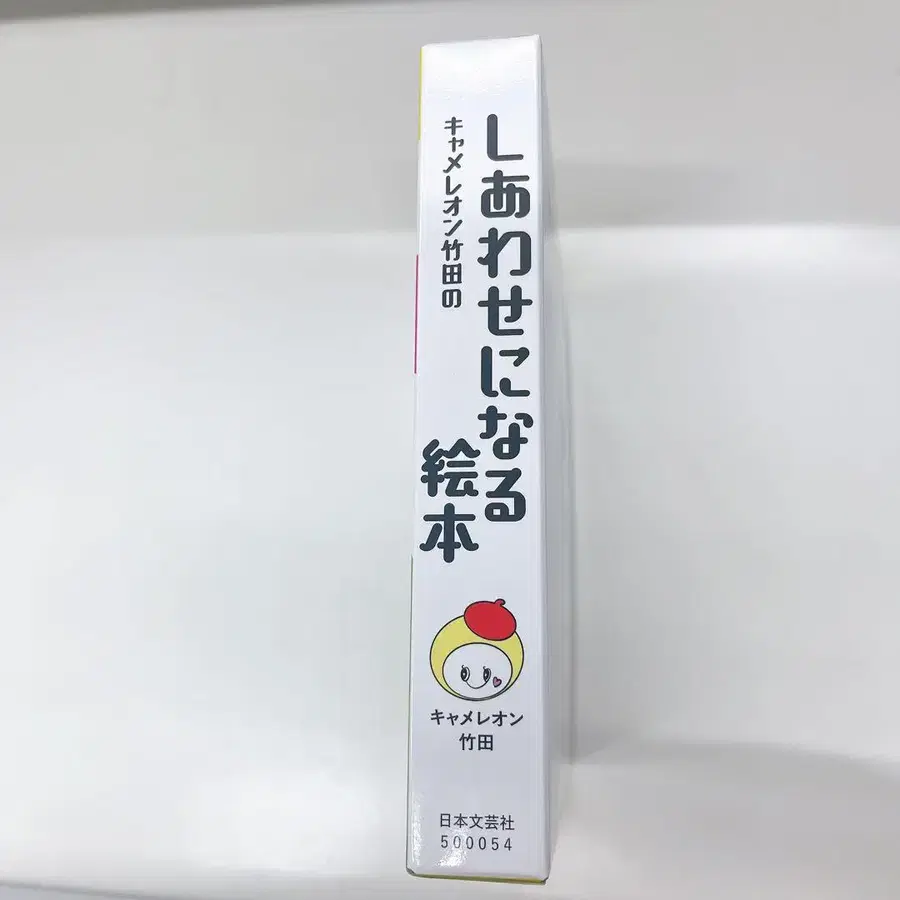 キャメレオン竹田の
しあわせになる
絵本
キャメレオン
竹田
日本文芸社
500054